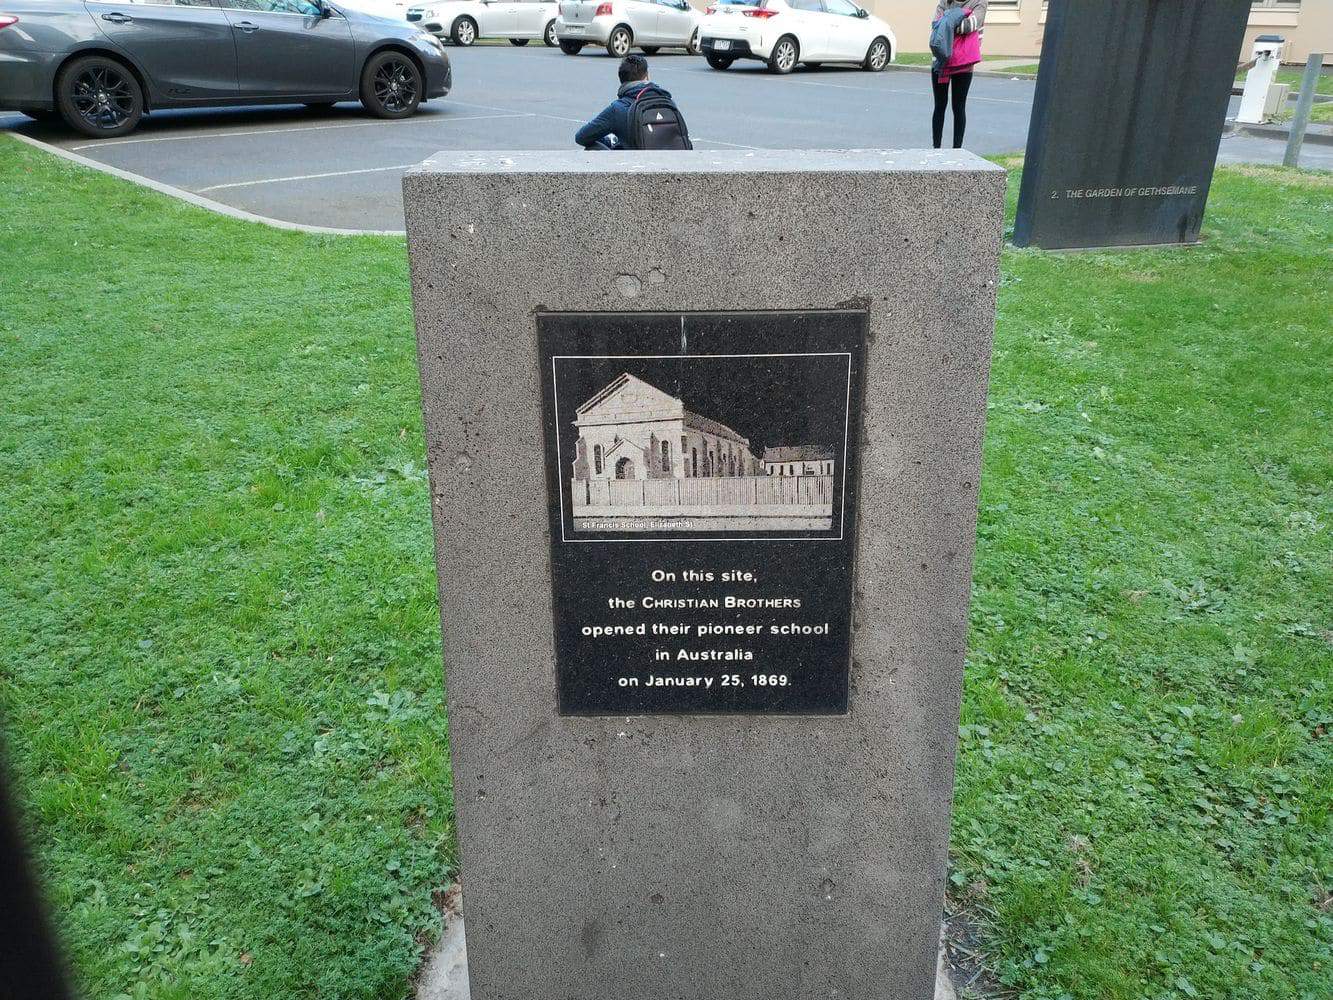 2. THE GARDEN OF GETHSEMANE
St Francis School, Elizabeth St
On this site,
the CHRISTIAN BROTHERS
opened their pioneer school
in Australia
on January 25, 1869.